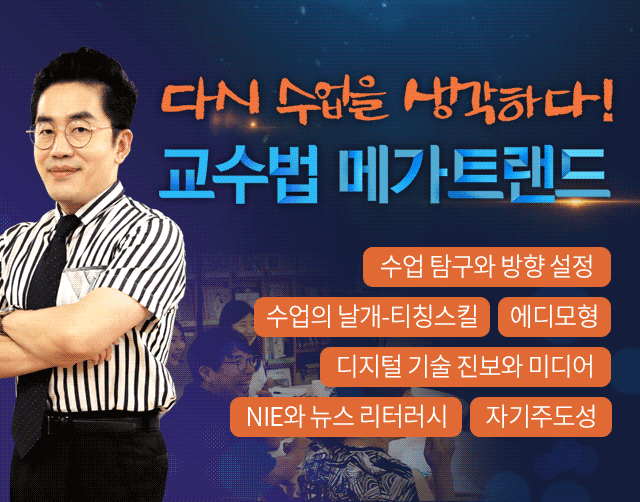 다시 수업을 생각하다!
교수법 메가트랜드
수업 탐구와 방향 설정
수업의 날개-티칭스킬 에디모형
디지털 기술 진보와 미디어
NIE와 뉴스 리터러시 자기주도성